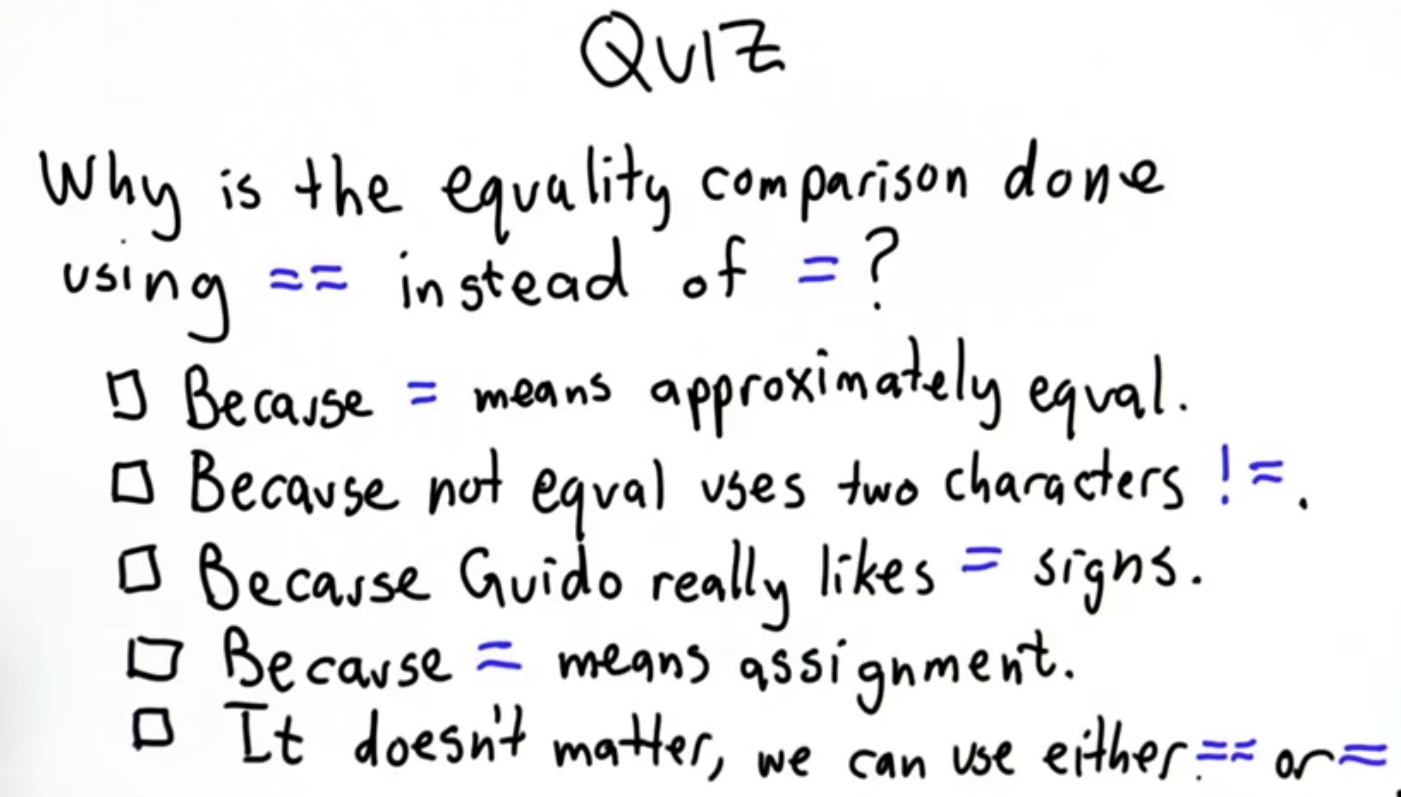 QUIZ
Why is the equality comparison done
using == instead of = ?
Because = means approximately equal.
Because not equal uses two characters !=.
Because Guido really likes = signs.
Because = means assignment.
It doesn't matter, we can use either == or =.